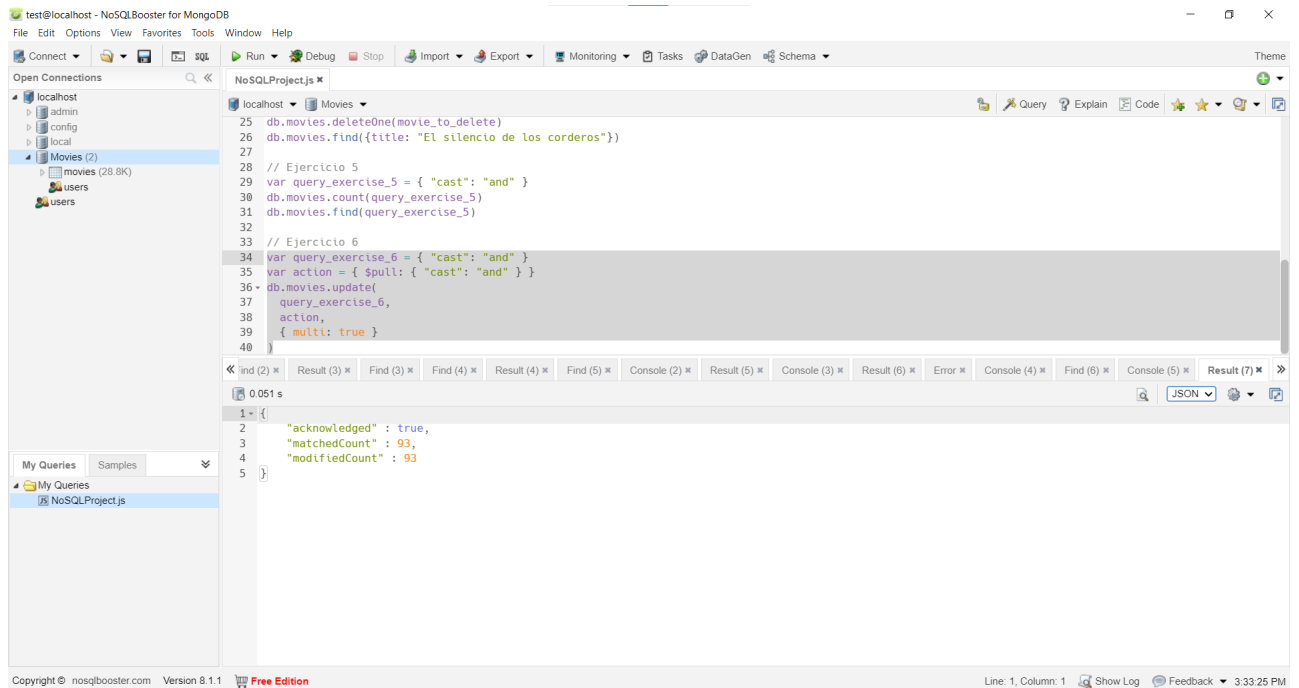 test@localhost - NoSQLBooster for MongoDB
File Edit Options View Favorites Tools Window Help
Connect SQL Run Debug Stop Import Export Monitoring Tasks DataGen Schema Theme
Open Connections
NoSQLProject.js
localhost
admin
config
local
Movies (2)
movies (28.8K)
users
users
localhost Movies Query Explain Code
25 db.movies.deleteOne(movie_to_delete)
26 db.movies.find({title: "El silencio de los corderos"})
27
28 // Ejercicio 5
29 var query_exercise_5 = { "cast": "and" }
30 db.movies.count(query_exercise_5)
31 db.movies.find(query_exercise_5)
32
33 // Ejercicio 6
34 var query_exercise_6 = { "cast": "and" }
35 var action = { $pull: { "cast": "and" } }
36 db.movies.update(
37 query_exercise_6,
38 action,
39 { multi: true }
40 )
ind (2) Result (3) Find (3) Find (4) Result (4) Find (5) Console (2) Result (5) Console (3) Result (6) Error Console (4) Find (6) Console (5) Result (7)
0.051 s JSON
1 {
2 "acknowledged" : true,
3 "matchedCount" : 93,
4 "modifiedCount" : 93
5 }
My Queries Samples
My Queries
JS NoSQLProject.js
Copyright © nosqlbooster.com Version 8.1.1 Free Edition Line: 1, Column: 1 Show Log Feedback 3:33:25 PM